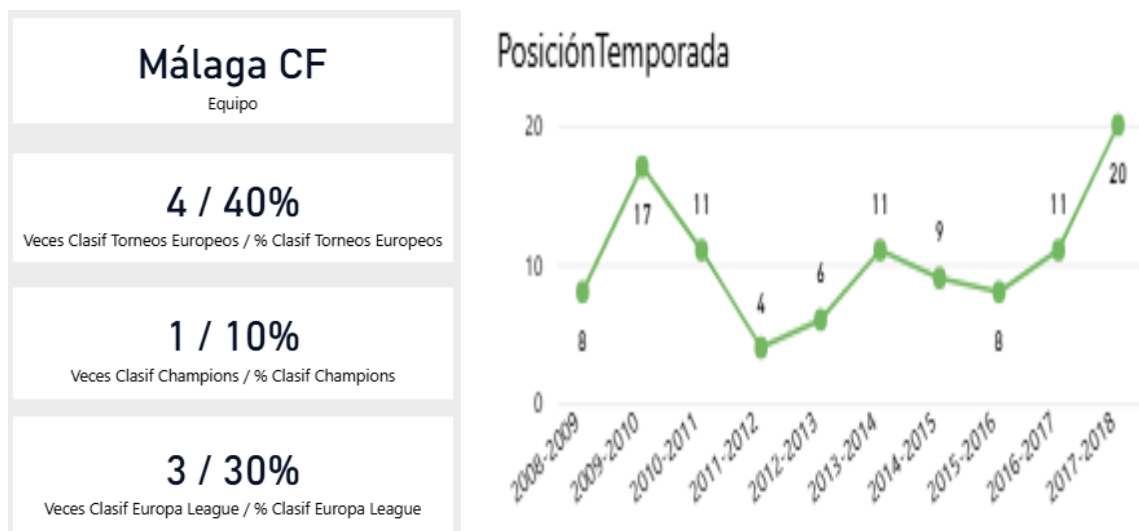 Málaga CF
Equipo
4 / 40%
Veces Clasif Torneos Europeos / % Clasif Torneos Europeos
1 / 10%
Veces Clasif Champions / % Clasif Champions
3 / 30%
Veces Clasif Europa League / % Clasif Europa League
PosiciónTemporada
20
10
0
8
17
11
4
6
11
9
8
11
20
2008-2009
2009-2010
2010-2011
2011-2012
2012-2013
2013-2014
2014-2015
2015-2016
2016-2017
2017-2018